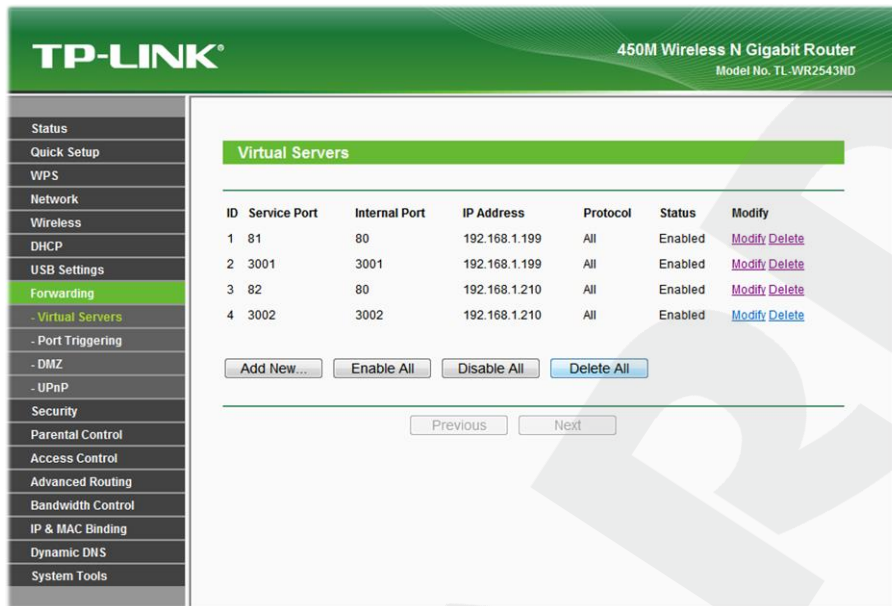 TP-LINK®
450M Wireless N Gigabit Router
Model No. TL-WR2543ND
Status
Quick Setup
WPS
Network
Wireless
DHCP
USB Settings
Forwarding
- Virtual Servers
- Port Triggering
- DMZ
- UPnP
Security
Parental Control
Access Control
Advanced Routing
Bandwidth Control
IP & MAC Binding
Dynamic DNS
System Tools
Virtual Servers
ID Service Port Internal Port IP Address Protocol Status Modify
1 81 80 192.168.1.199 All Enabled Modify Delete
2 3001 3001 192.168.1.199 All Enabled Modify Delete
3 82 80 192.168.1.210 All Enabled Modify Delete
4 3002 3002 192.168.1.210 All Enabled Modify Delete
Add New... Enable All Disable All Delete All
Previous Next